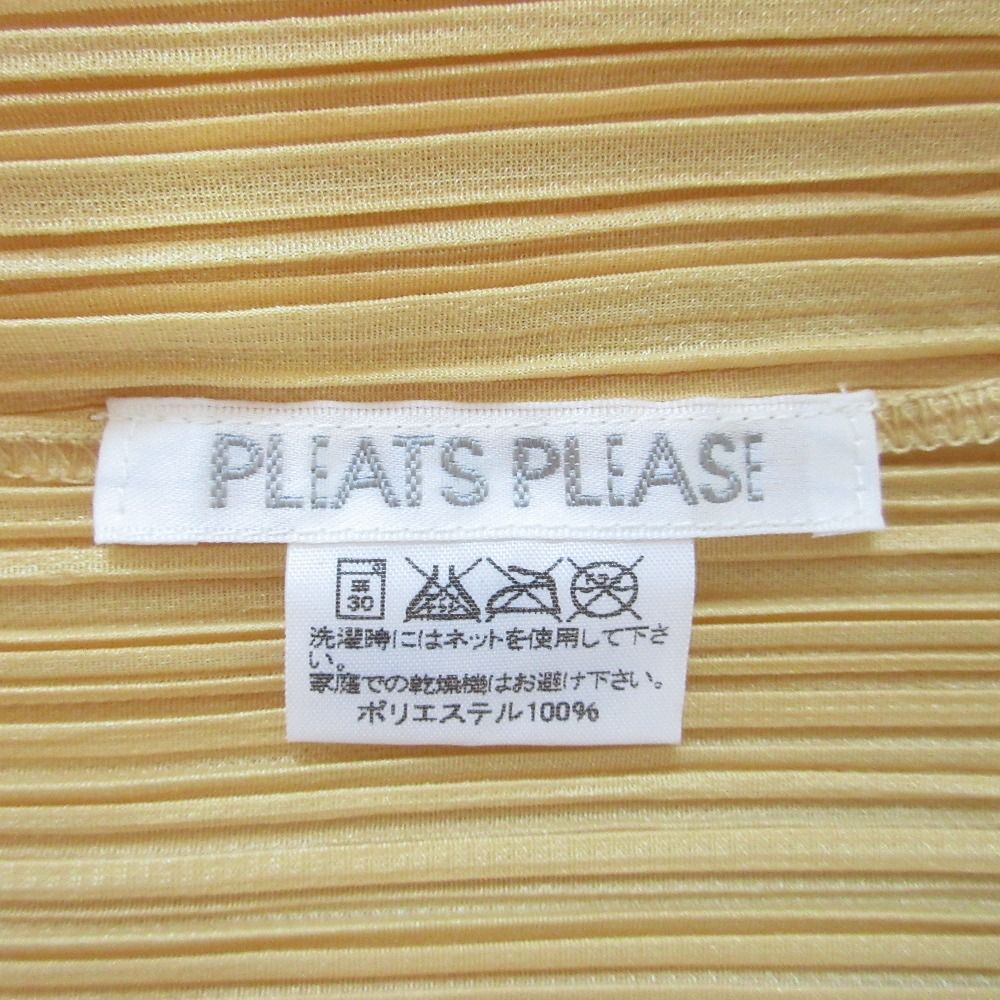 PLEATS PLEASE
弱
30
洗濯時にはネットを使用して下さ
い。
家庭での乾燥機はお避け下さい。
ポリエステル100%